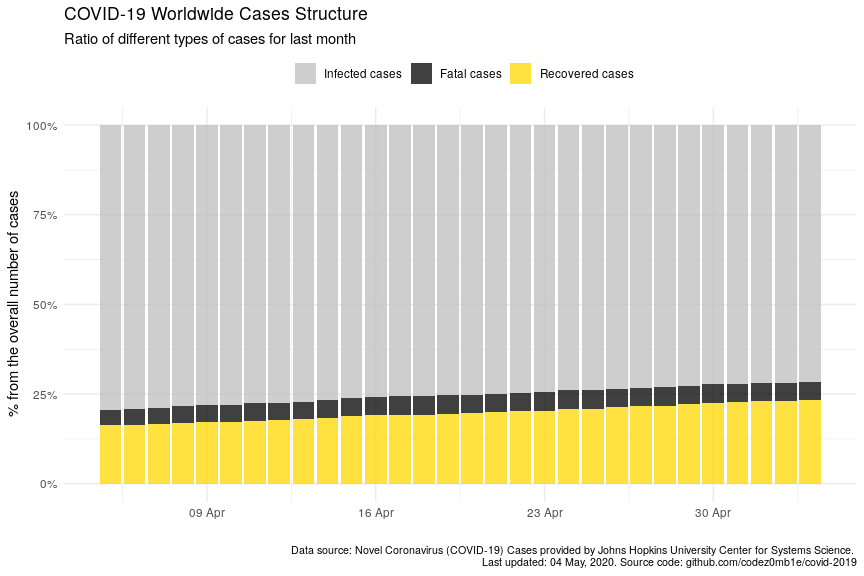 COVID-19 Worldwide Cases Structure
Ratio of different types of cases for last month
Infected cases Fatal cases Recovered cases
% from the overall number of cases
100%
75%
50%
25%
0%
09 Apr 16 Apr 23 Apr 30 Apr
Data source: Novel Coronavirus (COVID-19) Cases provided by Johns Hopkins University Center for Systems Science.
Last updated: 04 May, 2020. Source code: github.com/codez0mb1e/covid-2019